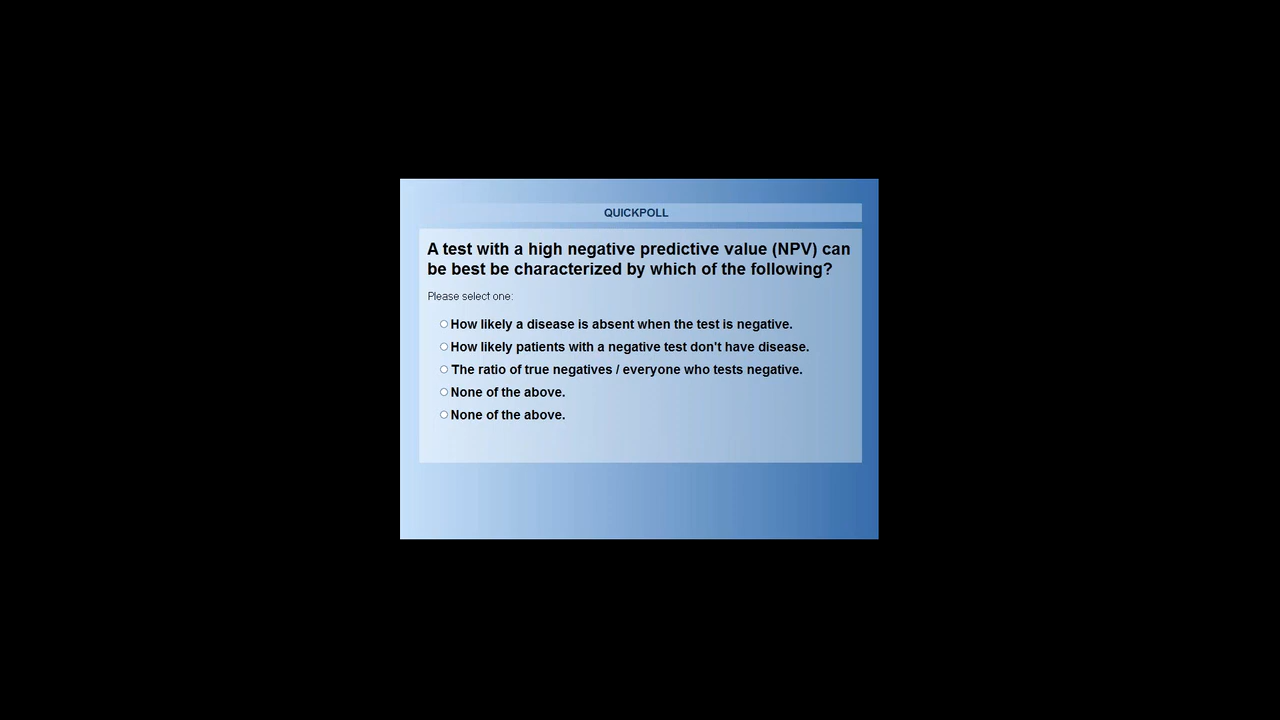 QUICKPOLL
A test with a high negative predictive value (NPV) can
be best be characterized by which of the following?
Please select one:
How likely a disease is absent when the test is negative.
How likely patients with a negative test don't have disease.
The ratio of true negatives / everyone who tests negative.
None of the above.
None of the above.